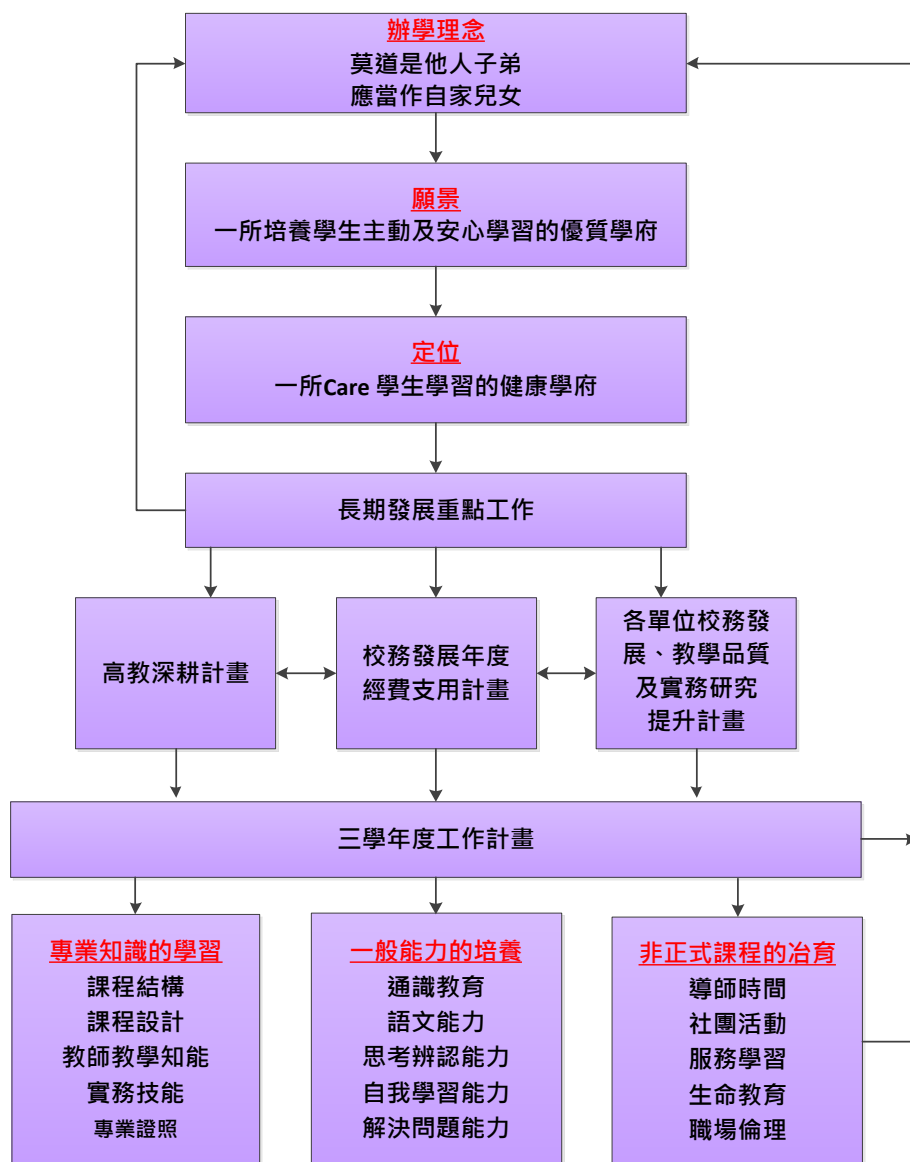 辦學理念
莫道是他人子弟
應當作自家兒女
願景
一所培養學生主動及安心學習的優質學府
定位
一所Care 學生學習的健康學府
長期發展重點工作
高教深耕計畫
校務發展年度
經費支用計畫
各單位校務發
展、教學品質
及實務研究
提升計畫
三學年度工作計畫
專業知識的學習
課程結構
課程設計
教師教學知能
實務技能
專業證照
一般能力的培養
通識教育
語文能力
思考辨認能力
自我學習能力
解決問題能力
非正式課程的冶育
導師時間
社團活動
服務學習
生命教育
職場倫理